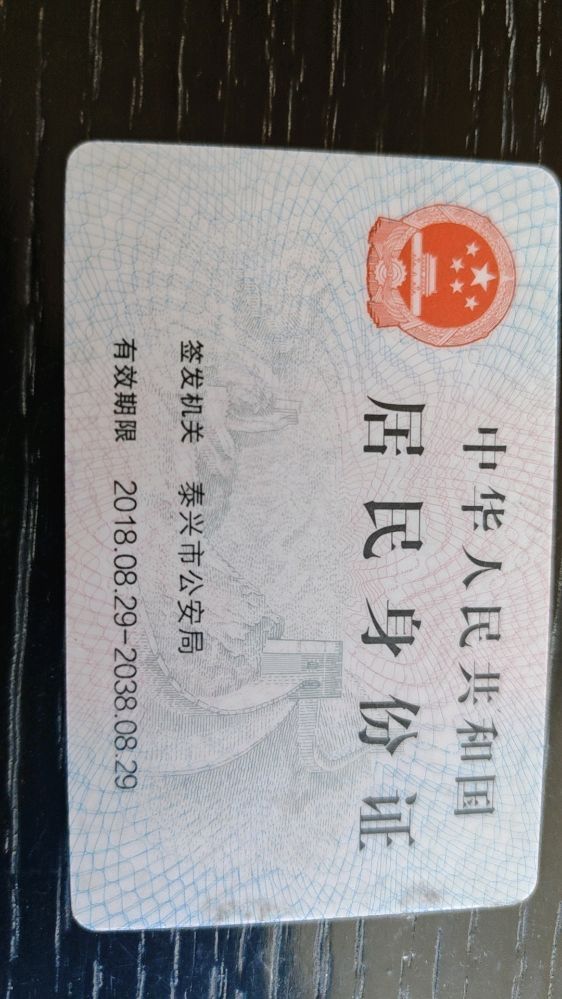 中华人民共和国
居民身份证
签发机关 泰兴市公安局
有效期限 2018.08.29-2038.08.29